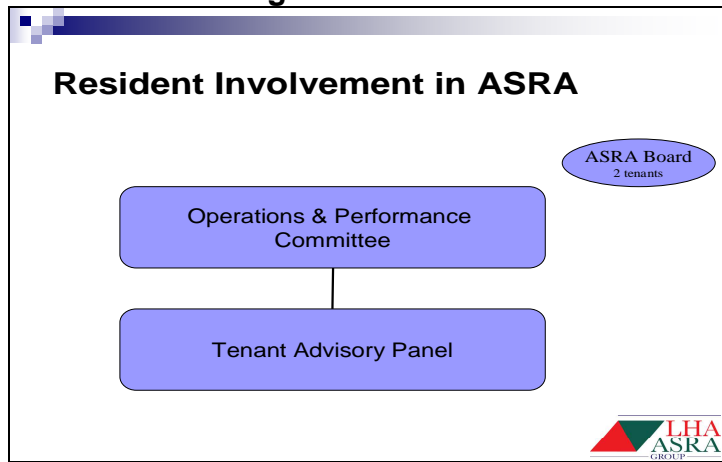 Resident Involvement in ASRA
ASRA Board
2 tenants
Operations & Performance
Committee
Tenant Advisory Panel
LHA
ASRA
GROUP